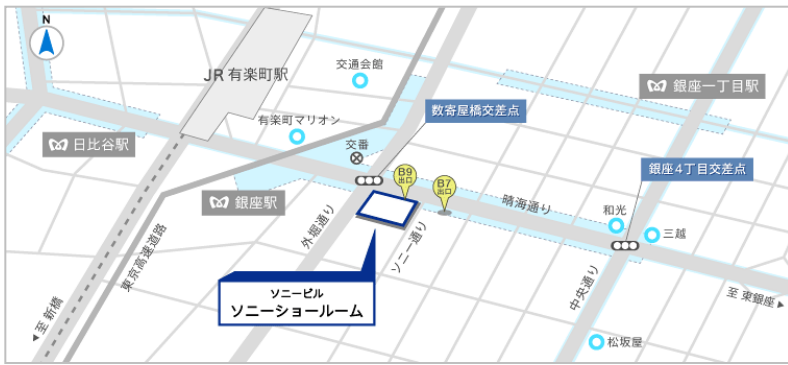 N
JR 有楽町駅
交通会館
銀座一丁目駅
数寄屋橋交差点
有楽町マリオン
日比谷駅
交番
銀座4丁目交差点
B9
出口
B7
出口
銀座駅
晴海通り
和光
三越
外堀通り
ソニー通り
東京高速道路
中央通り
ソニービル
ソニーショールーム
至 東銀座
至 新橋
松坂屋